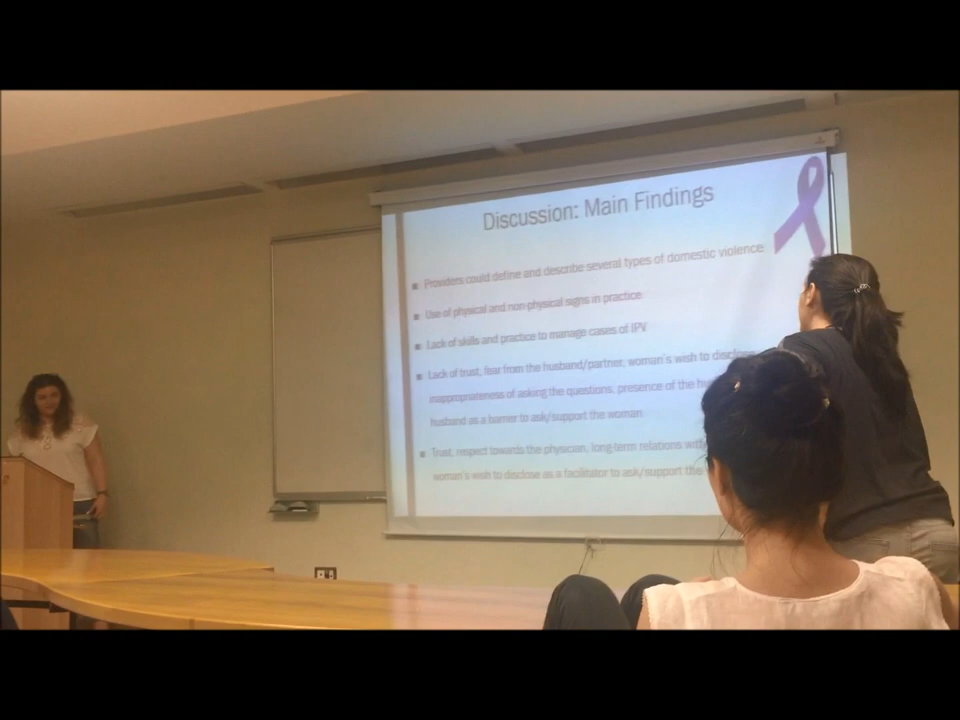 Discussion: Main Findings
■ Providers could define and describe several types of domestic violence
■ Use of physical and non-physical signs in practice
■ Lack of skills and practice to manage cases of IPV
■ Lack of trust, fear from the husband/partner, woman's wish to disclose
inappropriateness of asking the questions, presence of the
husband as a barrier to ask/support the woman
■ Trust, respect towards the physician, long-term relations with
woman's wish to disclose as a facilitator to ask/support the